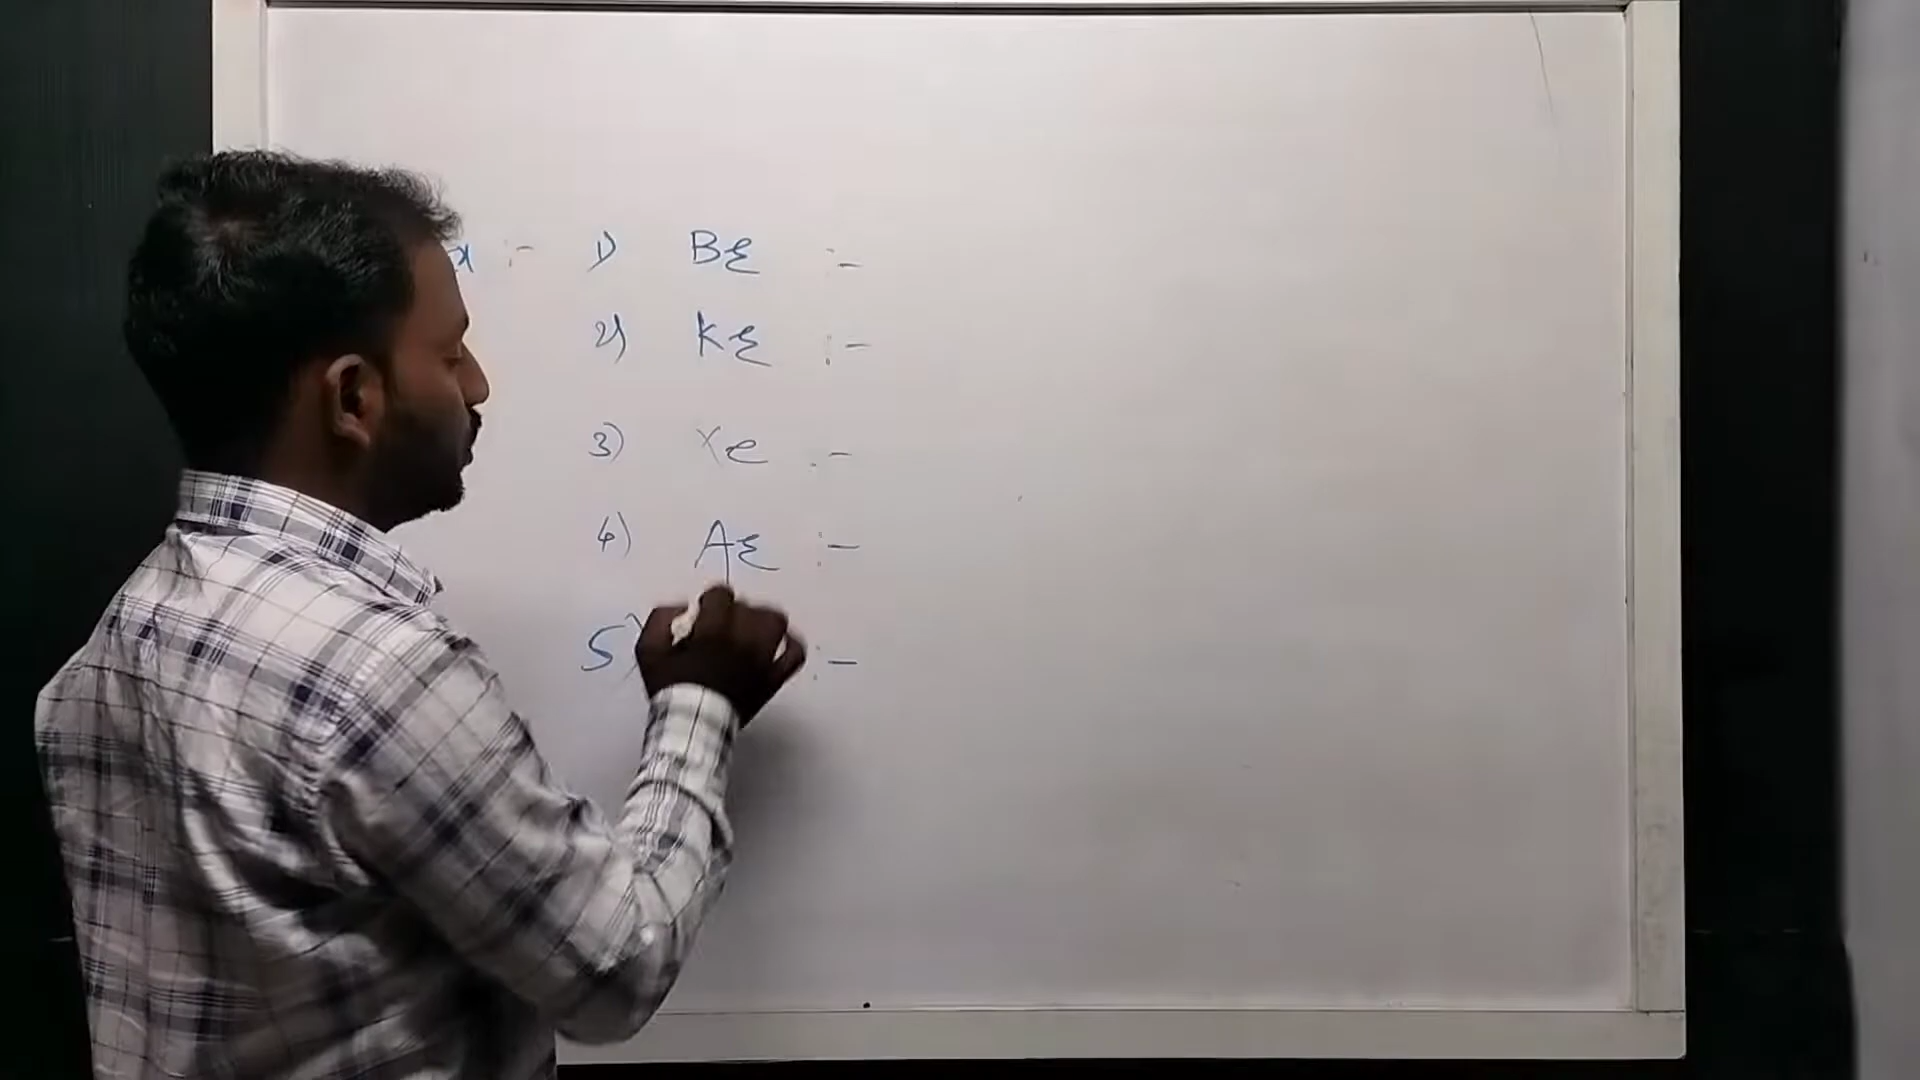 x :- 1) Bε :-
2) Kε :-
3) Xe :-
4) Aε :-
5) :-